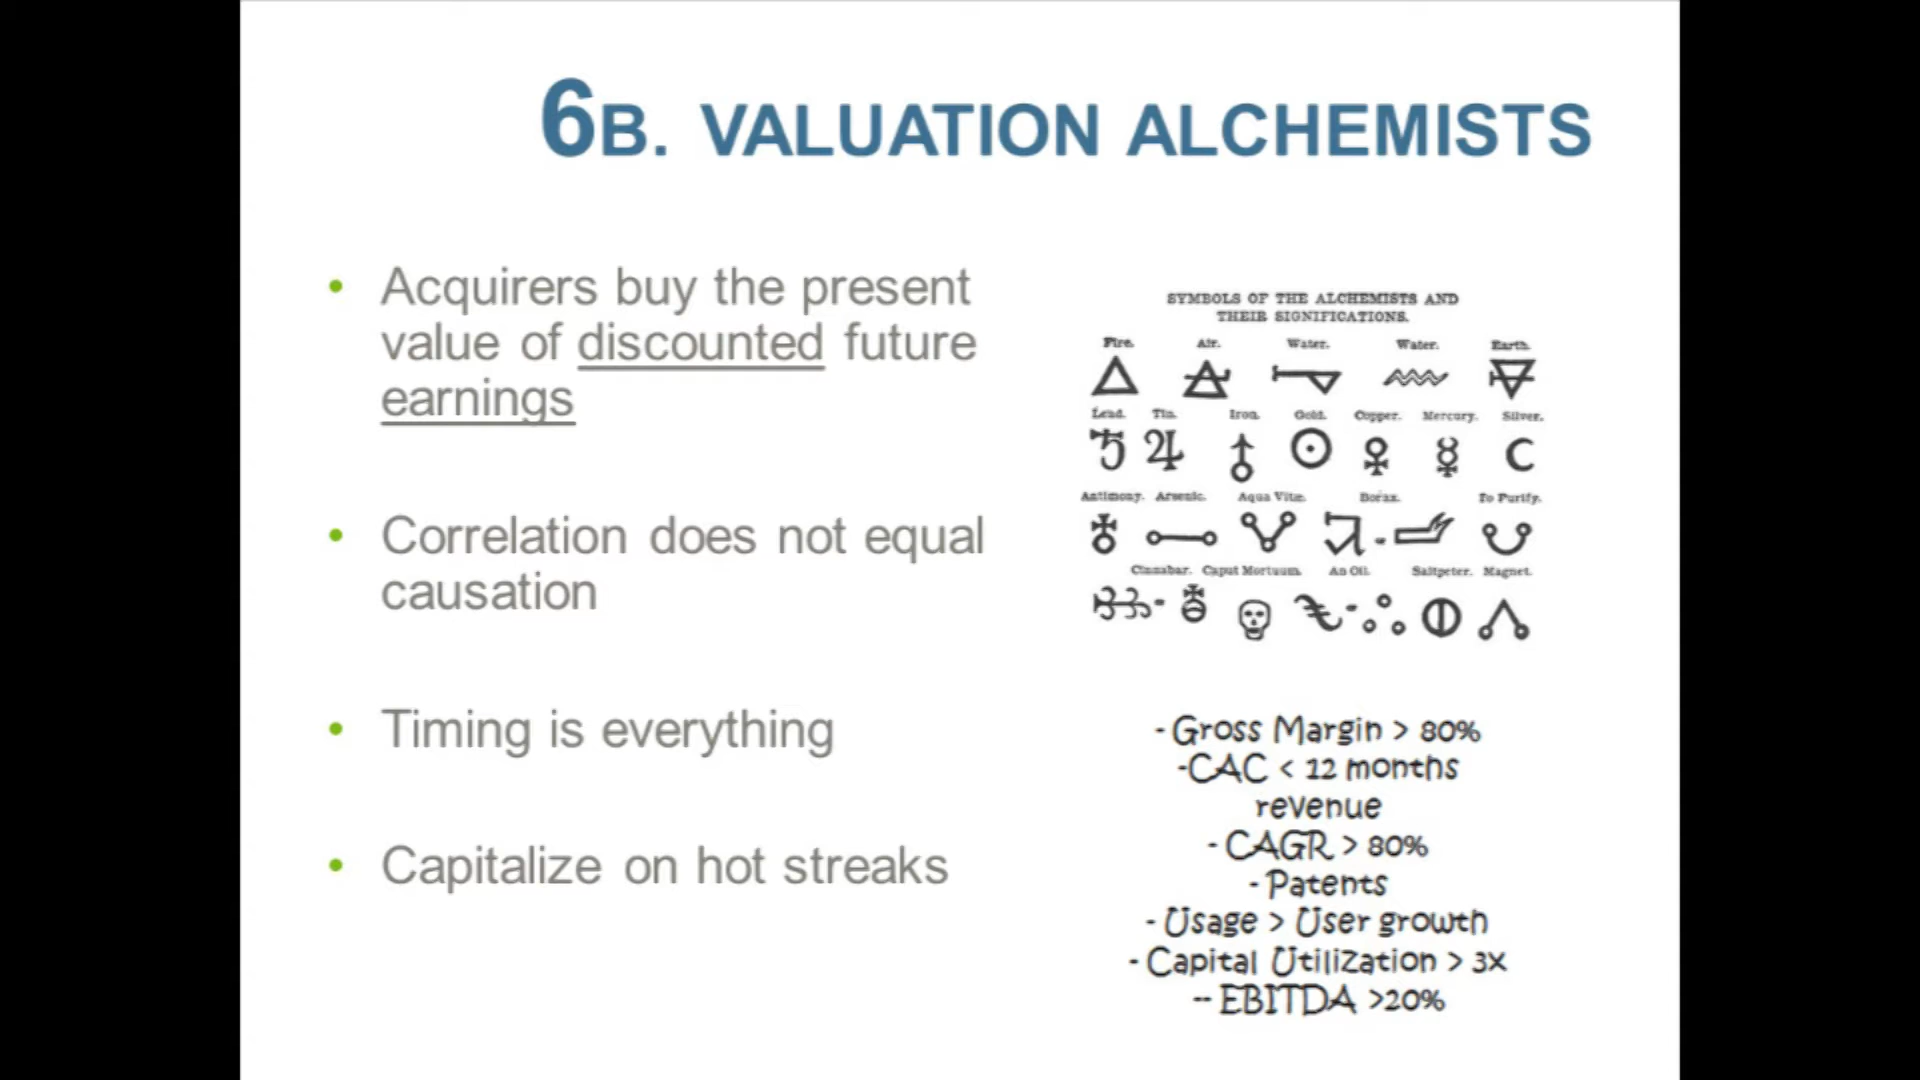 6B. VALUATION ALCHEMISTS
• Acquirers buy the present
value of discounted future
earnings
• Correlation does not equal
causation
• Timing is everything
• Capitalize on hot streaks
SYMBOLS OF THE ALCHEMISTS AND
THEIR SIGNIFICATIONS.
Fire. Air. Water. Water. Earth.
Lead. Tin. Iron. Gold. Copper. Mercury. Silver.
Antimony. Arsenic. Aqua Vitæ. Borax. To Purify.
Cinnabar. Caput Mortuum. An Oil. Saltpeter. Magnet.
- Gross Margin > 80%
-CAC < 12 months
revenue
- CAGR > 80%
- Patents
- Usage > User growth
- Capital Utilization > 3x
-- EBITDA >20%